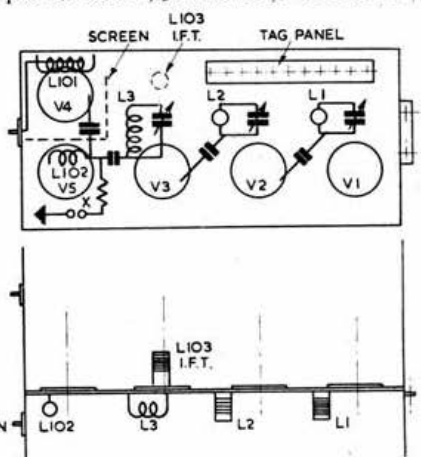 L103
I.F.T.
SCREEN
TAG PANEL
L101
V4
L3
L2
L1
L102
V5
X
V3
V2
V1
L103
I.F.T.
L102
L3
L2
L1